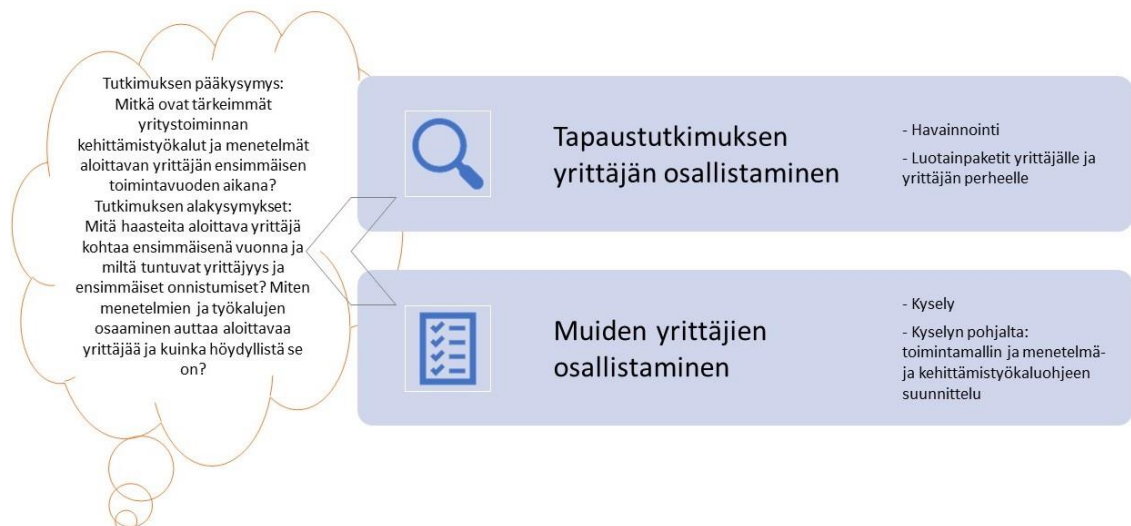 Tutkimuksen pääkysymys:
Mitkä ovat tärkeimmät
yritystoiminnan
kehittämistyökalut ja menetelmät
aloittavan yrittäjän ensimmäisen
toimintavuoden aikana?
Tutkimuksen alakysymykset:
Mitä haasteita aloittava yrittäjä
kohtaa ensimmäisenä vuonna ja
miltä tuntuvat yrittäjyys ja
ensimmäiset onnistumiset? Miten
menetelmien ja työkalujen
osaaminen auttaa aloittavaa
yrittäjää ja kuinka höydyllistä se
on?
Tapaustutkimuksen
yrittäjän osallistaminen
- Havainnointi
- Luotainpaketit yrittäjälle ja
yrittäjän perheelle
Muiden yrittäjien
osallistaminen
- Kysely
- Kyselyn pohjalta:
toimintamallin ja menetelmä-
ja kehittämistyökaluohjeen
suunnittelu